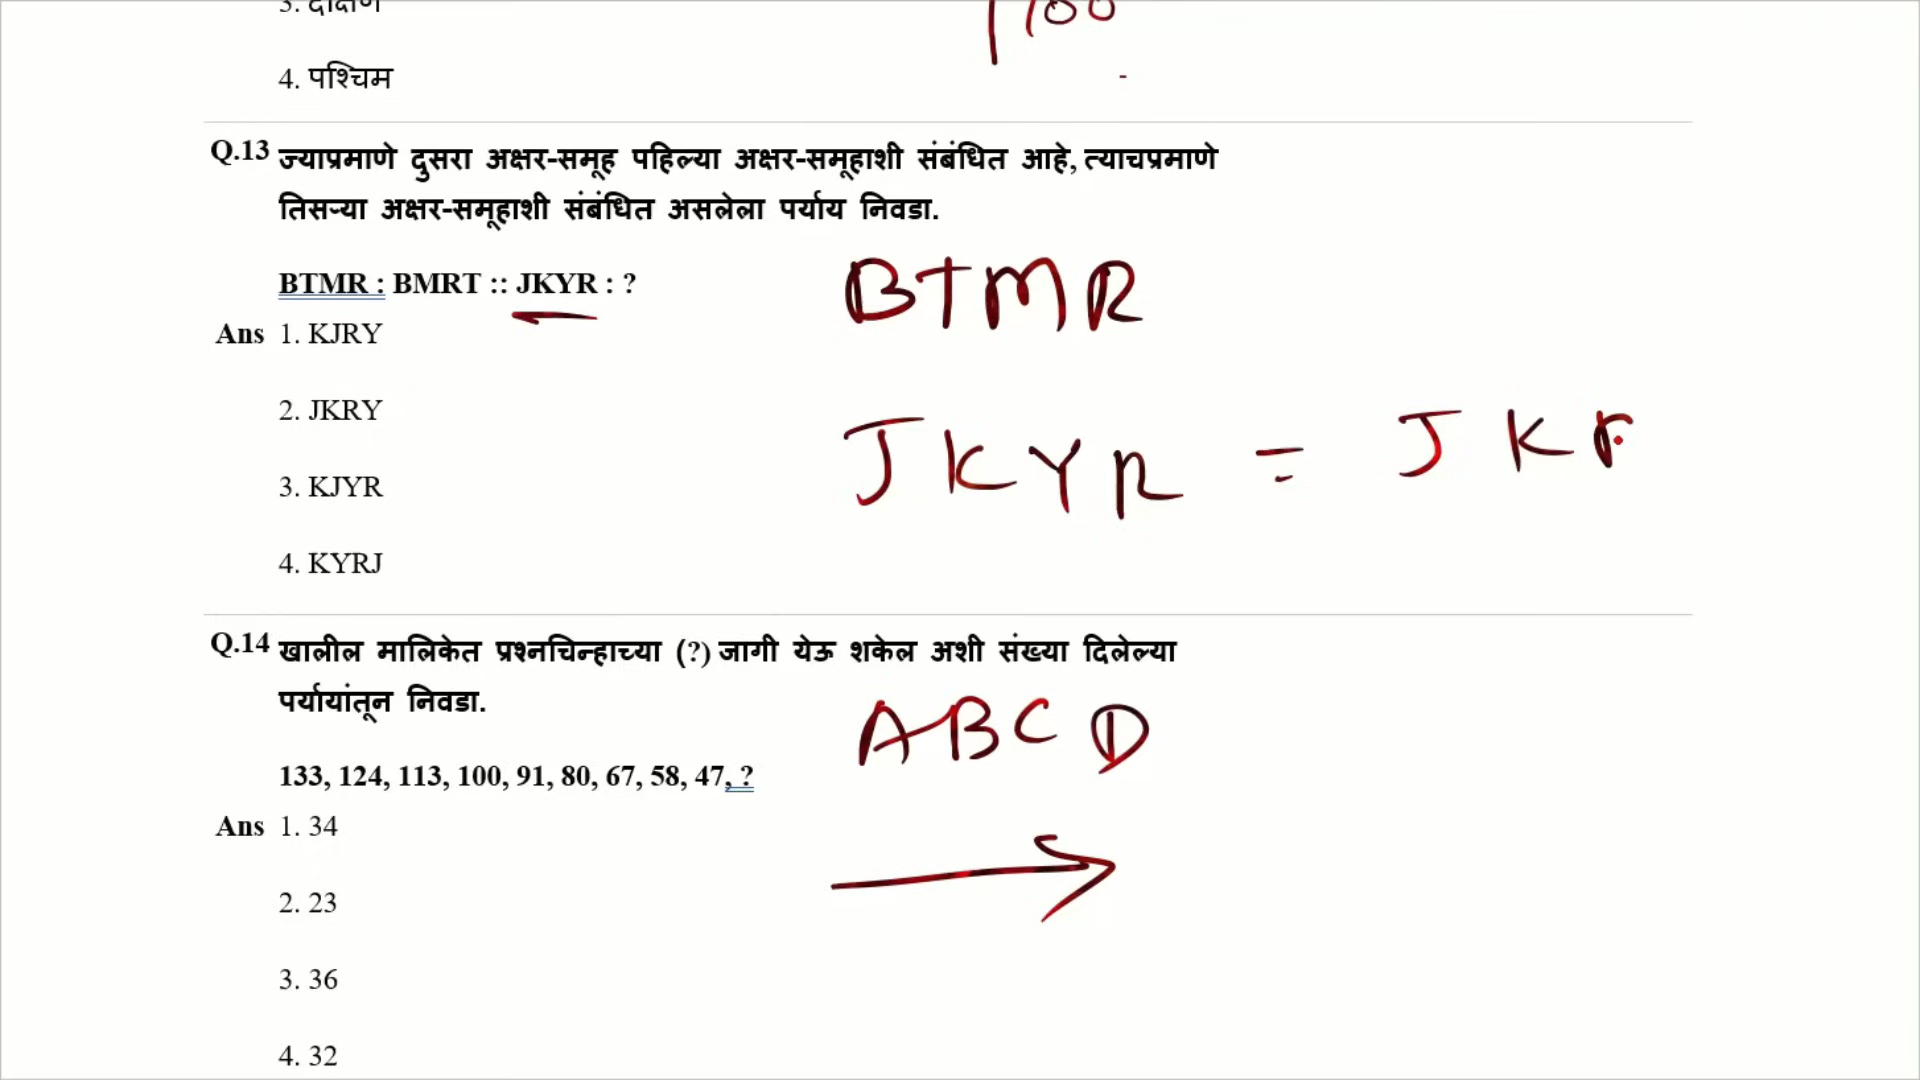 4. पश्चिम
Q.13 ज्याप्रमाणे दुसरा अक्षर-समूह पहिल्या अक्षर-समूहाशी संबंधित आहे, त्याचप्रमाणे
तिसऱ्या अक्षर-समूहाशी संबंधित असलेला पर्याय निवडा.
BTMR : BMRT :: JKYR : ?
BTMR
Ans 1. KJRY
2. JKRY
JKYR = JK
3. KJYR
4. KYRJ
Q.14 खालील मालिकेत प्रश्नचिन्हाच्या (?) जागी येऊ शकेल अशी संख्या दिलेल्या
पर्यायांतून निवडा.
ABCD
133, 124, 113, 100, 91, 80, 67, 58, 47, ?
Ans 1. 34
2. 23
3. 36
4. 32